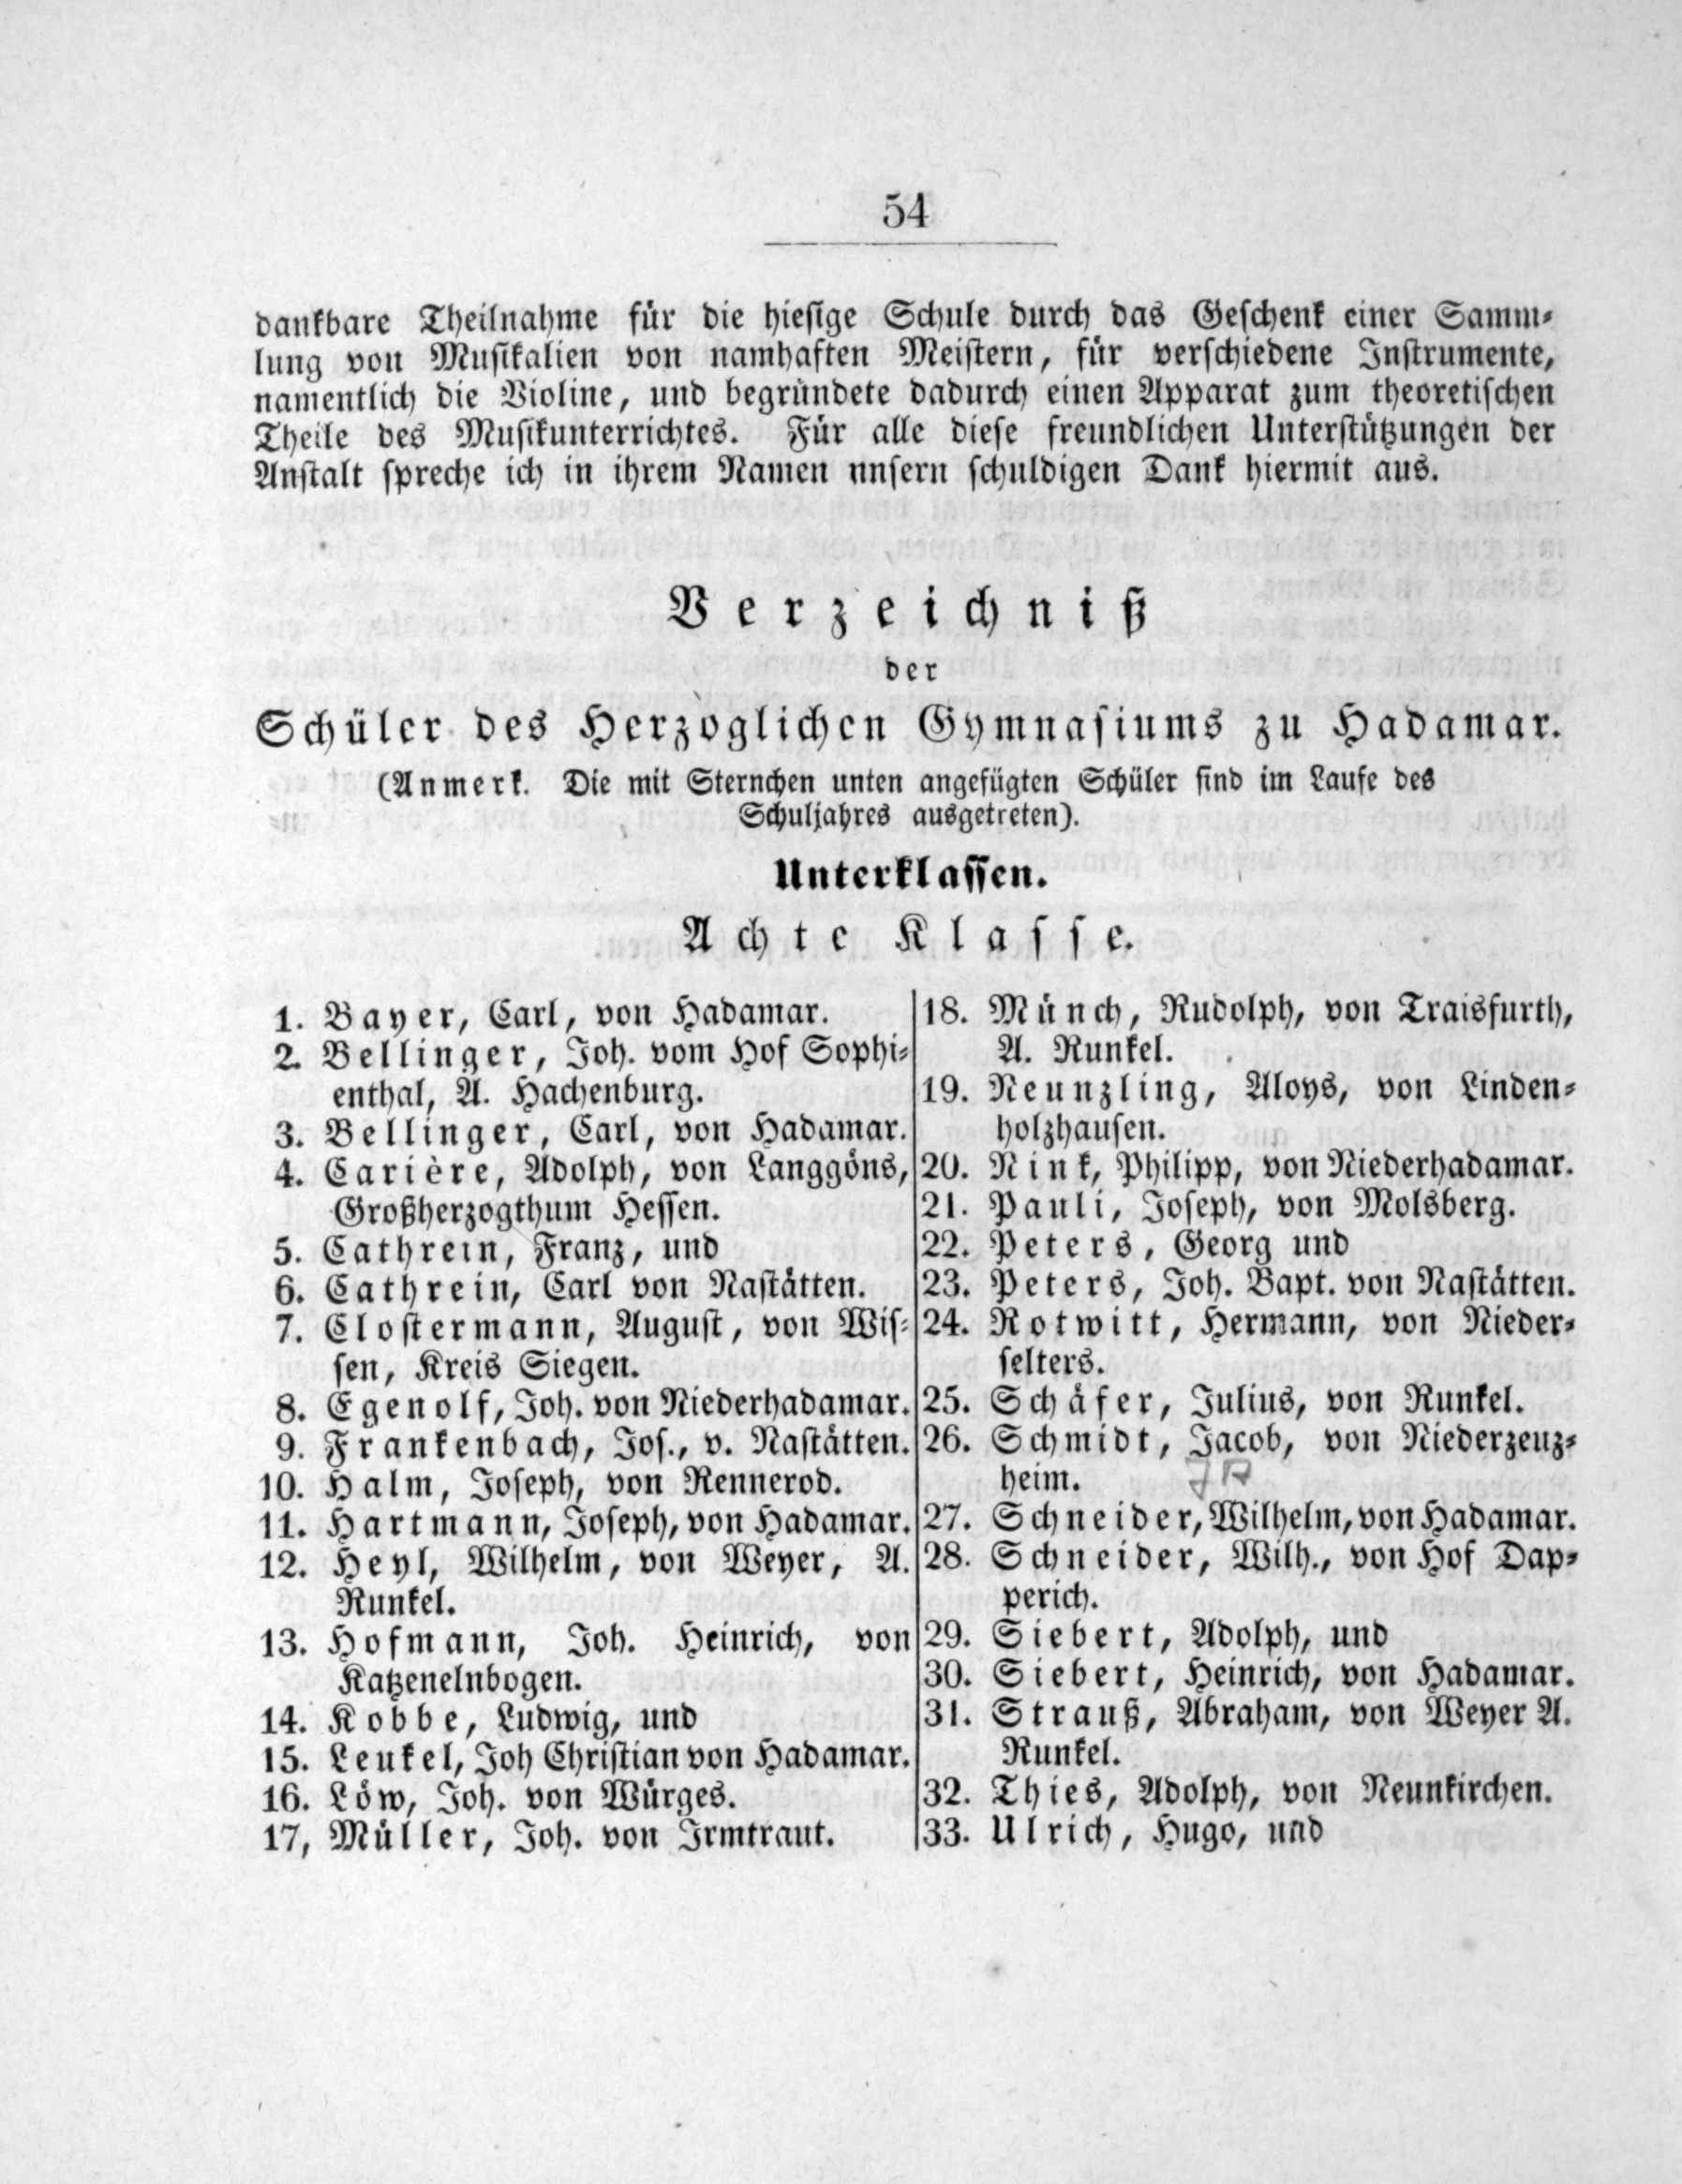 54
dankbare Theilnahme für die hiesige Schule durch das Geschenk einer Samm-
lung von Musikalien von namhaften Meistern, für verschiedene Instrumente,
namentlich die Violine, und begründete dadurch einen Apparat zum theoretischen
Theile des Musikunterrichtes. Für alle diese freundlichen Unterstützungen der
Anstalt spreche ich in ihrem Namen unsern schuldigen Dank hiermit aus.
Verzeichniß
der
Schüler des Herzoglichen Gymnasiums zu Hadamar.
(Anmerk. Die mit Sternchen unten angefügten Schüler sind im Laufe des
Schuljahres ausgetreten).
Unterklassen.
Achte Klasse.
1. Bayer, Carl, von Hadamar.
2. Bellinger, Joh. vom Hof Sophi-
enthal, A. Hachenburg.
3. Bellinger, Carl, von Hadamar.
4. Carière, Adolph, von Langgöns,
Großherzogthum Hessen.
5. Cathrein, Franz, und
6. Cathrein, Carl von Nastätten.
7. Clostermann, August, von Wis-
sen, Kreis Siegen.
8. Egenolf, Joh. von Niederhadamar.
9. Frankenbach, Jos., v. Nastätten.
10. Halm, Joseph, von Rennerod.
11. Hartmann, Joseph, von Hadamar.
12. Heyl, Wilhelm, von Weyer, A.
Runkel.
13. Hofmann, Joh. Heinrich, von
Katzenelnbogen.
14. Kobbe, Ludwig, und
15. Leukel, Joh Christian von Hadamar.
16. Löw, Joh. von Würges.
17, Müller, Joh. von Irmtraut.
18. Münch, Rudolph, von Traisfurth,
A. Runkel.
19. Neunzling, Aloys, von Linden-
holzhausen.
20. Nink, Philipp, von Niederhadamar.
21. Pauli, Joseph, von Molsberg.
22. Peters, Georg und
23. Peters, Joh. Bapt. von Nastätten.
24. Rotwitt, Hermann, von Nieder-
selters.
25. Schäfer, Julius, von Runkel.
26. Schmidt, Jacob, von Niederzeuz-
heim.
27. Schneider, Wilhelm, von Hadamar.
28. Schneider, Wilh., von Hof Dap-
perich.
29. Siebert, Adolph, und
30. Siebert, Heinrich, von Hadamar.
31. Strauß, Abraham, von Weyer A.
Runkel.
32. Thies, Adolph, von Neunkirchen.
33. Ulrich, Hugo, und